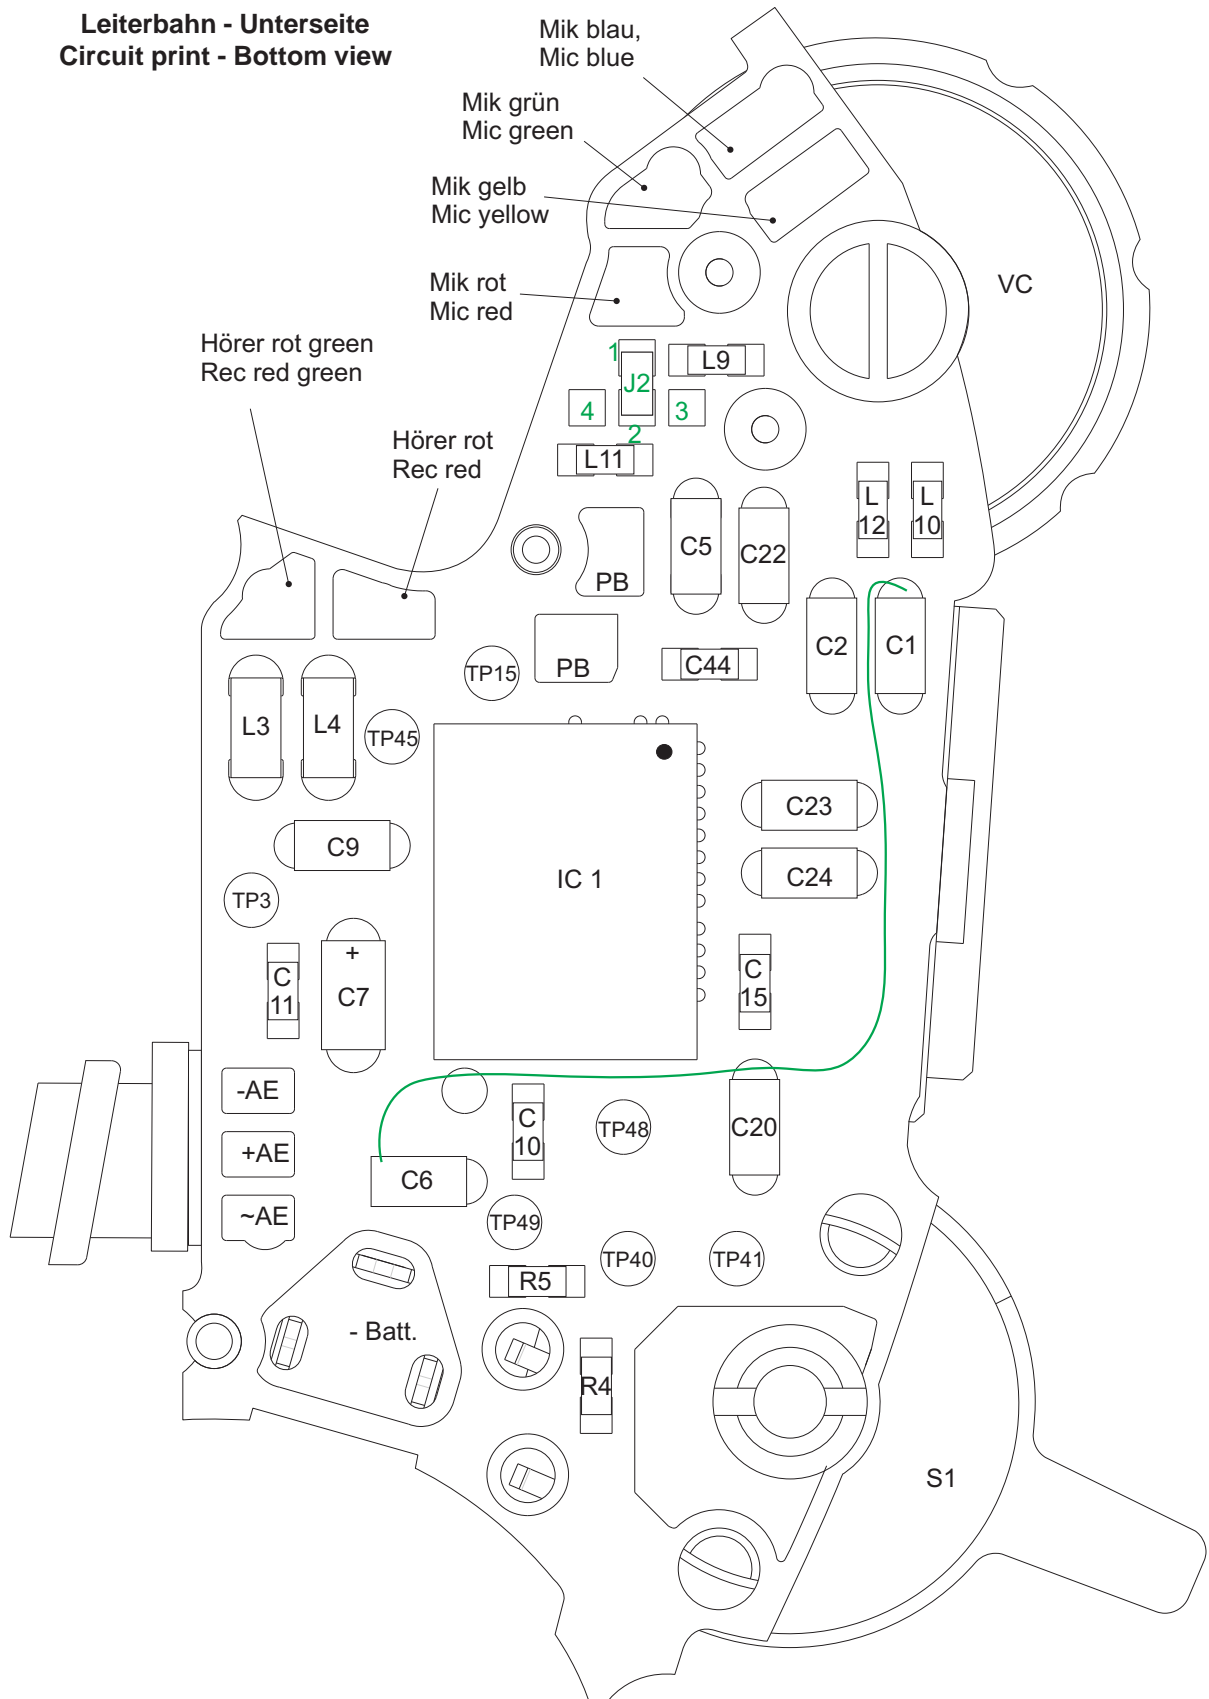 Leiterbahn - Unterseite
Circuit print - Bottom view
Mik blau,
Mic blue
Mik grün
Mic green
Mik gelb
Mic yellow
Mik rot
Mic red
VC
Hörer rot green
Rec red green
Hörer rot
Rec red
1
J2
L9
4
3
2
L11
L
12
L
10
C5
C22
PB
PB
C2
C1
C44
TP15
L3
L4
TP45
C23
C9
C24
IC 1
TP3
+
C
11
C7
C
15
-AE
+AE
~AE
C
10
TP48
C20
C6
TP49
TP40
TP41
R5
- Batt.
R4
S1